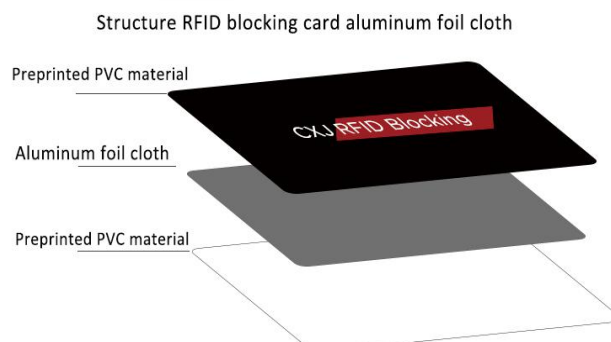 Structure RFID blocking card aluminum foil cloth
Preprinted PVC material
CXJ RFID Blocking
Aluminum foil cloth
Preprinted PVC material